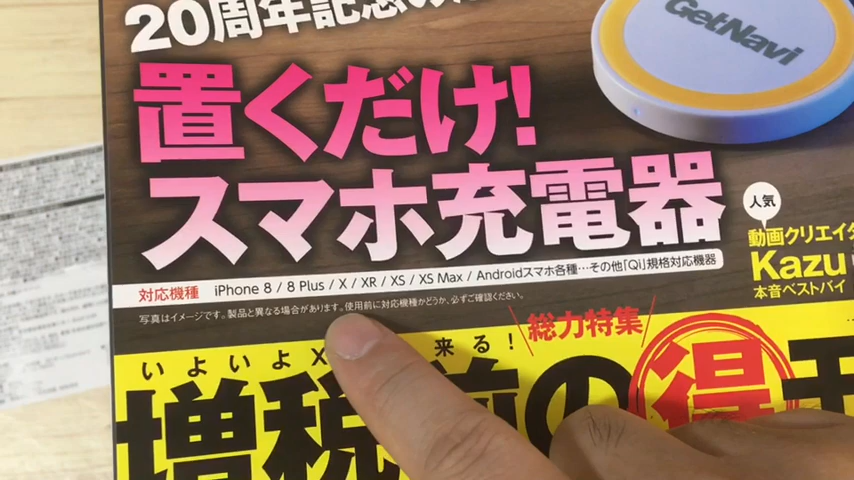 20周年記念の
GetNavi
置くだけ!
スマホ充電器
対応機種 iPhone 8 / 8 Plus / X / XR / XS / XS Max / Androidスマホ各種…その他「Qi」規格対応機器
写真はイメージです。製品と異なる場合があります。使用前に対応機種かどうか、必ずご確認ください。
人気
動画クリエイタ
Kazu
本音ベストバイ
総力特集
いよいよX 来る!
増税前の得モ